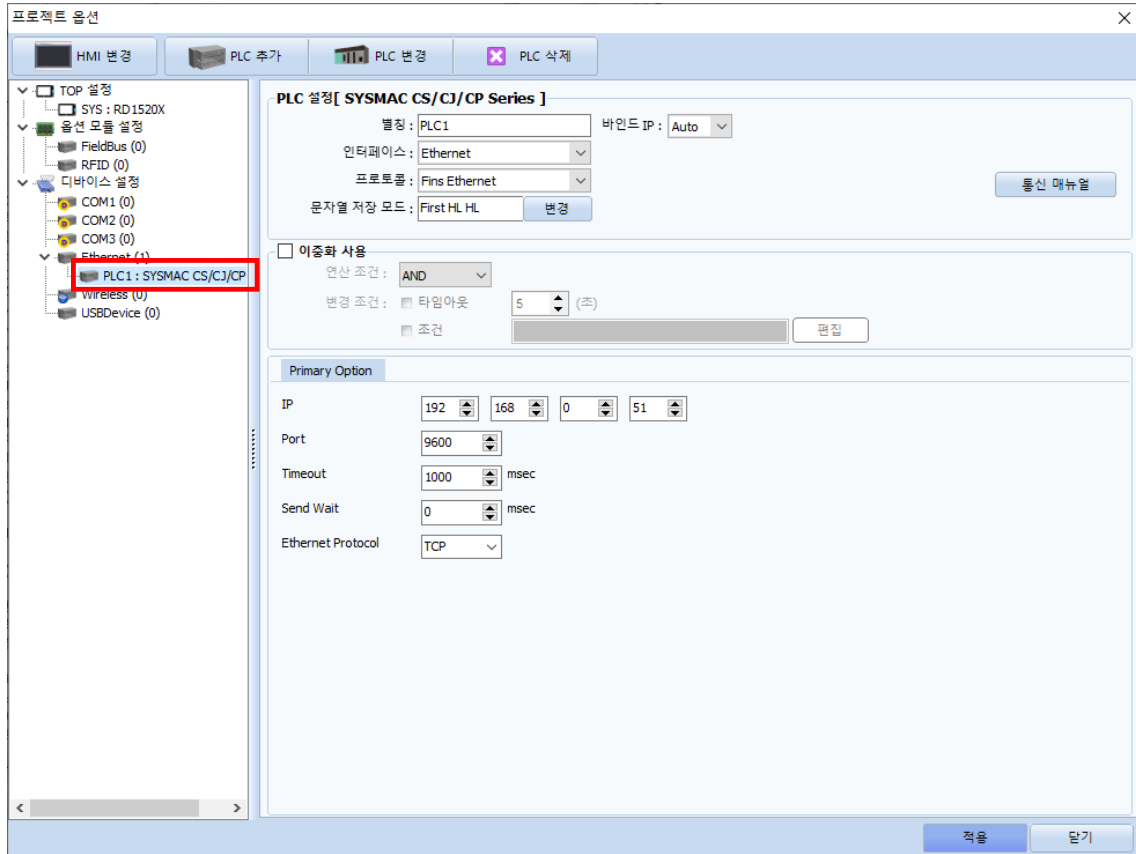 프로젝트 옵션
HMI 변경
PLC 추가
PLC 변경
PLC 삭제
TOP 설정
SYS : RD1520X
옵션 모듈 설정
FieldBus (0)
RFID (0)
디바이스 설정
COM1 (0)
COM2 (0)
COM3 (0)
Ethernet (1)
PLC1 : SYSMAC CS/CJ/CP
Wireless (0)
USBDevice (0)
PLC 설정[ SYSMAC CS/CJ/CP Series ]
별칭 : PLC1 바인드 IP : Auto
인터페이스 : Ethernet
프로토콜 : Fins Ethernet
통신 매뉴얼
문자열 저장 모드 : First HL HL 변경
이중화 사용
연산 조건 : AND
변경 조건 : 타임아웃 5 (초)
조건 편집
Primary Option
IP 192 168 0 51
Port 9600
Timeout 1000 msec
Send Wait 0 msec
Ethernet Protocol TCP
적용 닫기